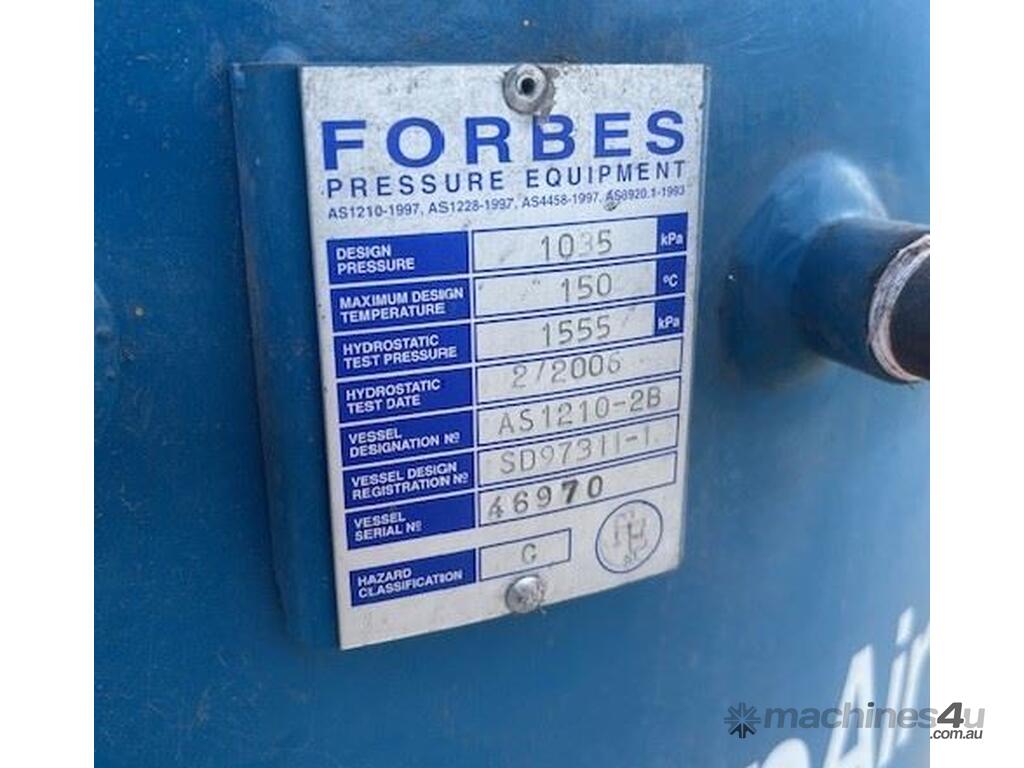 FORBES
PRESSURE EQUIPMENT
AS1210-1997, AS1228-1997, AS4458-1997, AS3920.1-1993
DESIGN PRESSURE 1035 kPa
MAXIMUM DESIGN TEMPERATURE 150 ºC
HYDROSTATIC TEST PRESSURE 1555 kPa
HYDROSTATIC TEST DATE 2/2006
VESSEL DESIGNATION Nº AS1210-2B
VESSEL DESIGN REGISTRATION Nº SD97311-1
VESSEL SERIAL Nº 46970
HAZARD CLASSIFICATION G
Air
machines4u
.com.au